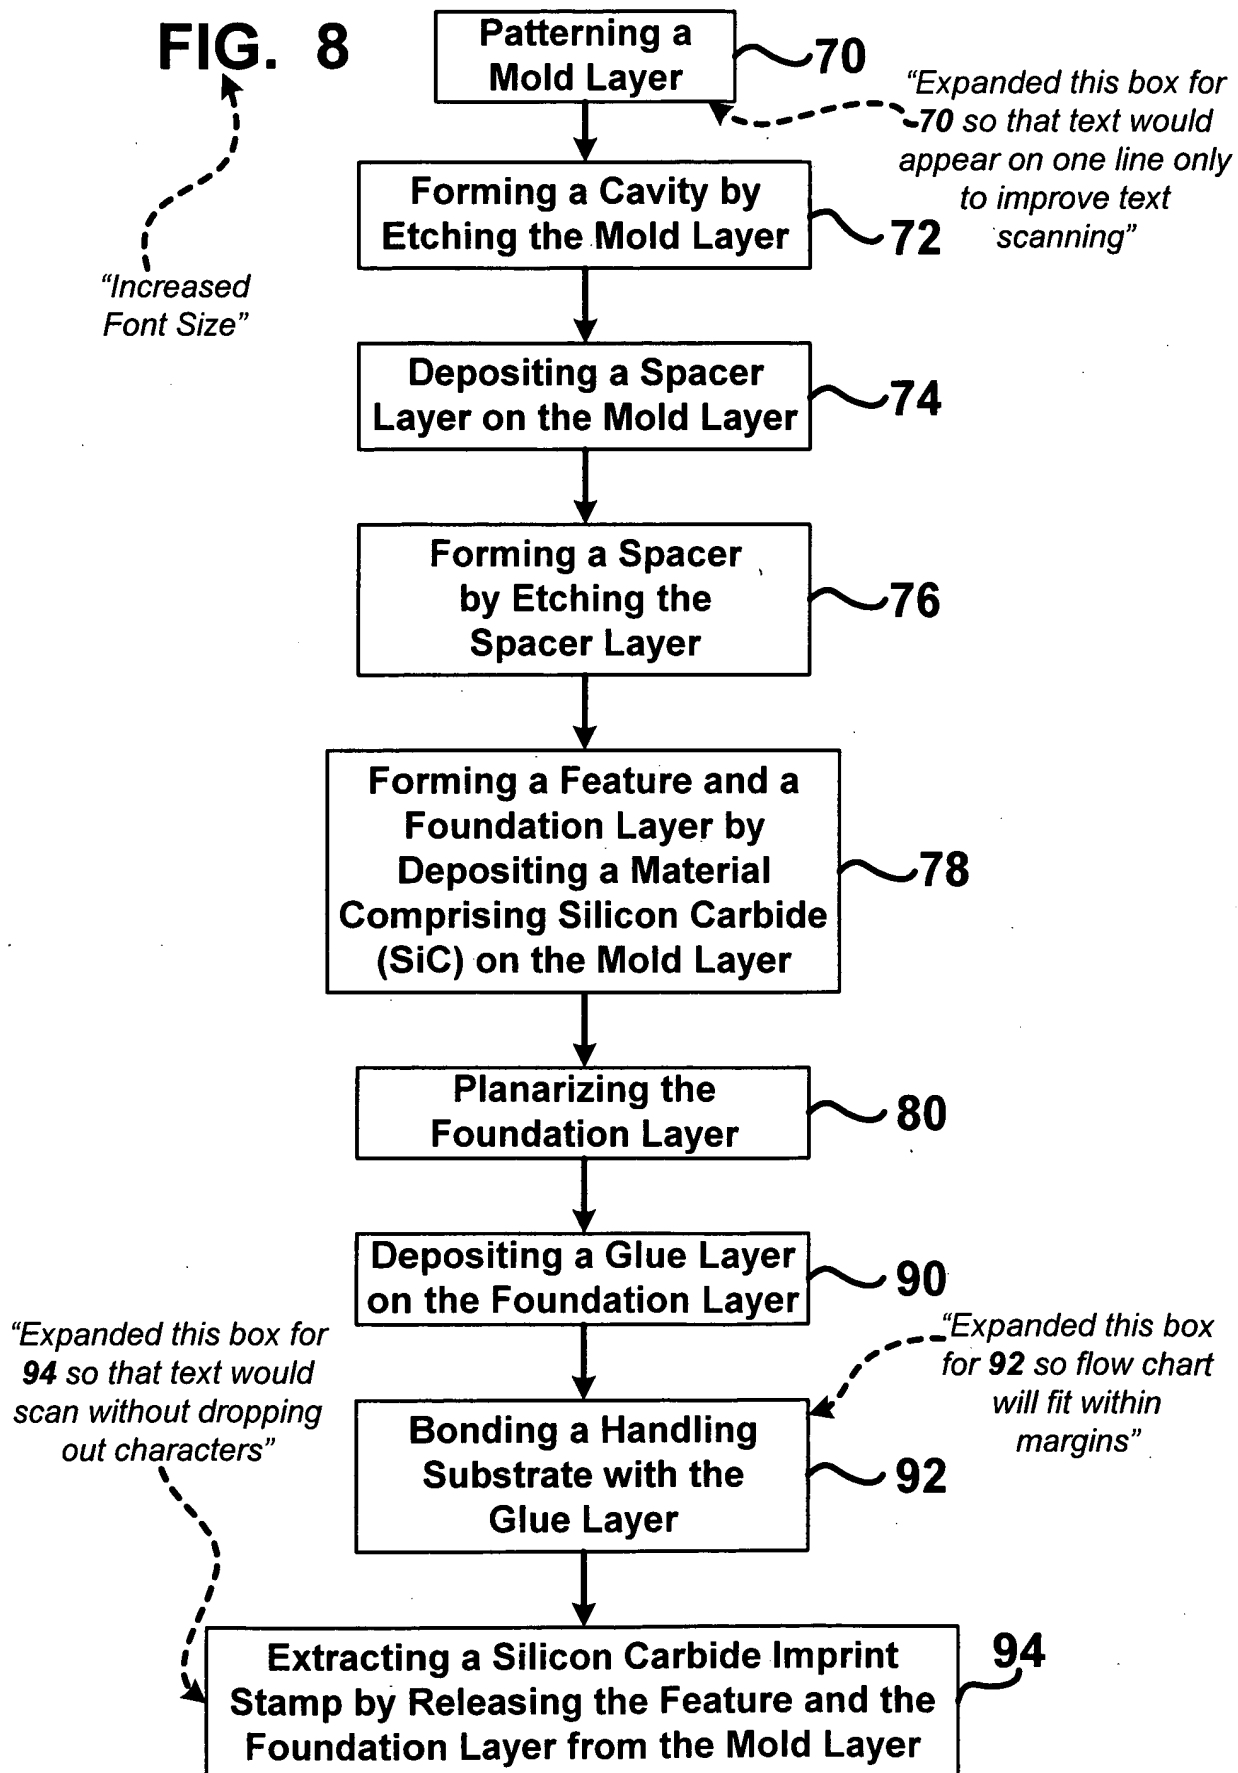 FIG. 8
Patterning a
Mold Layer
70
“Expanded this box for
70 so that text would
appear on one line only
to improve text
scanning”
Forming a Cavity by
Etching the Mold Layer
72
“Increased
Font Size”
Depositing a Spacer
Layer on the Mold Layer
74
Forming a Spacer
by Etching the
Spacer Layer
76
Forming a Feature and a
Foundation Layer by
Depositing a Material
Comprising Silicon Carbide
(SiC) on the Mold Layer
78
Planarizing the
Foundation Layer
80
Depositing a Glue Layer
on the Foundation Layer
90
“Expanded this box for
94 so that text would
scan without dropping
out characters”
“Expanded this box
for 92 so flow chart
will fit within
margins”
Bonding a Handling
Substrate with the
Glue Layer
92
Extracting a Silicon Carbide Imprint
Stamp by Releasing the Feature and the
Foundation Layer from the Mold Layer
94